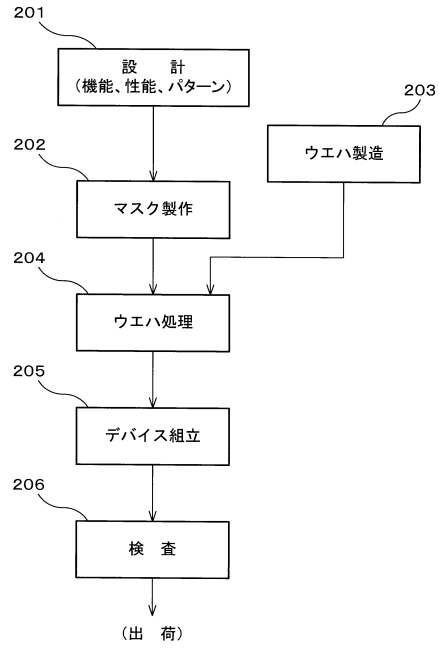 201
設　計
(機能、性能、パターン)
203
ウエハ製造
202
マスク製作
204
ウエハ処理
205
デバイス組立
206
検　査
(出　荷)